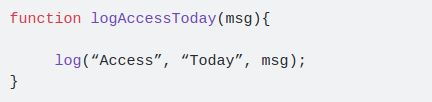 function logAccessToday(msg){
log(“Access”, “Today”, msg);
}